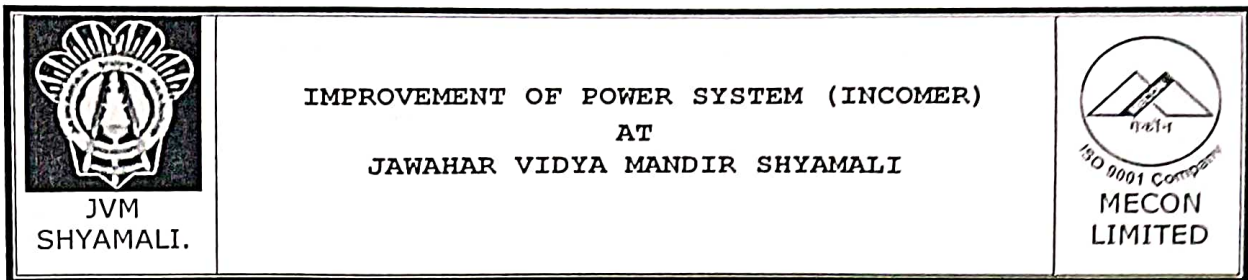 IMPROVEMENT OF POWER SYSTEM (INCOMER)
AT
JAWAHAR VIDYA MANDIR SHYAMALI
JVM
SHYAMALI.
मेकॉन
ISO 9001 Company
MECON
LIMITED